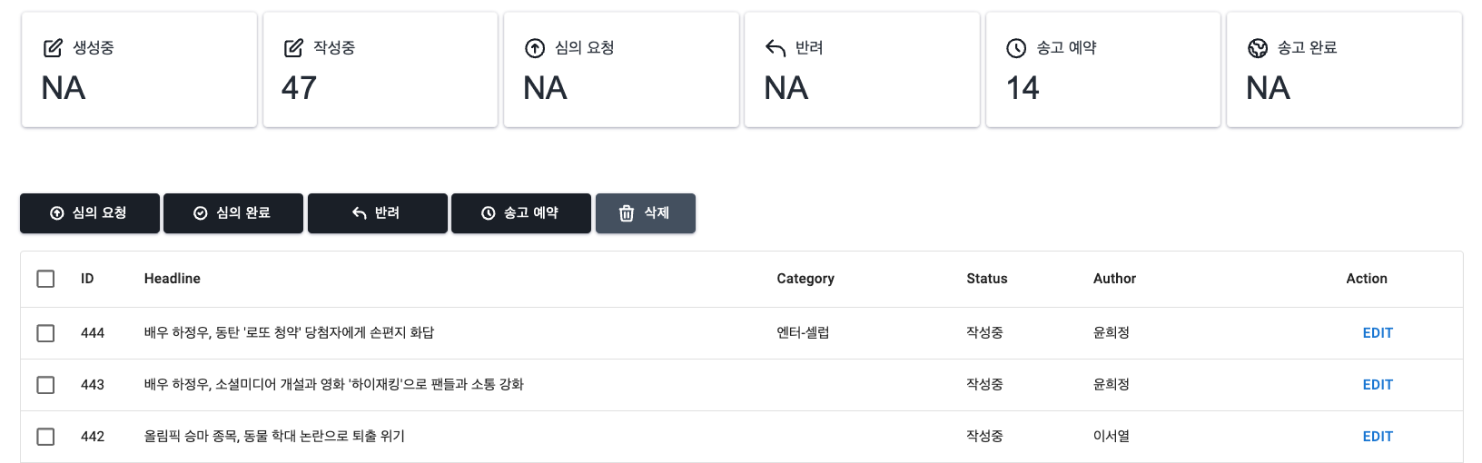 생성중 작성중 심의 요청 반려 송고 예약 송고 완료
NA 47 NA NA 14 NA
심의 요청 심의 완료 반려 송고 예약 삭제
ID Headline Category Status Author Action
444 배우 하정우, 동탄 '로또 청약' 당첨자에게 손편지 화답 엔터-셀럽 작성중 윤희정 EDIT
443 배우 하정우, 소셜미디어 개설과 영화 '하이재킹'으로 팬들과 소통 강화 작성중 윤희정 EDIT
442 올림픽 승마 종목, 동물 학대 논란으로 퇴출 위기 작성중 이서열 EDIT